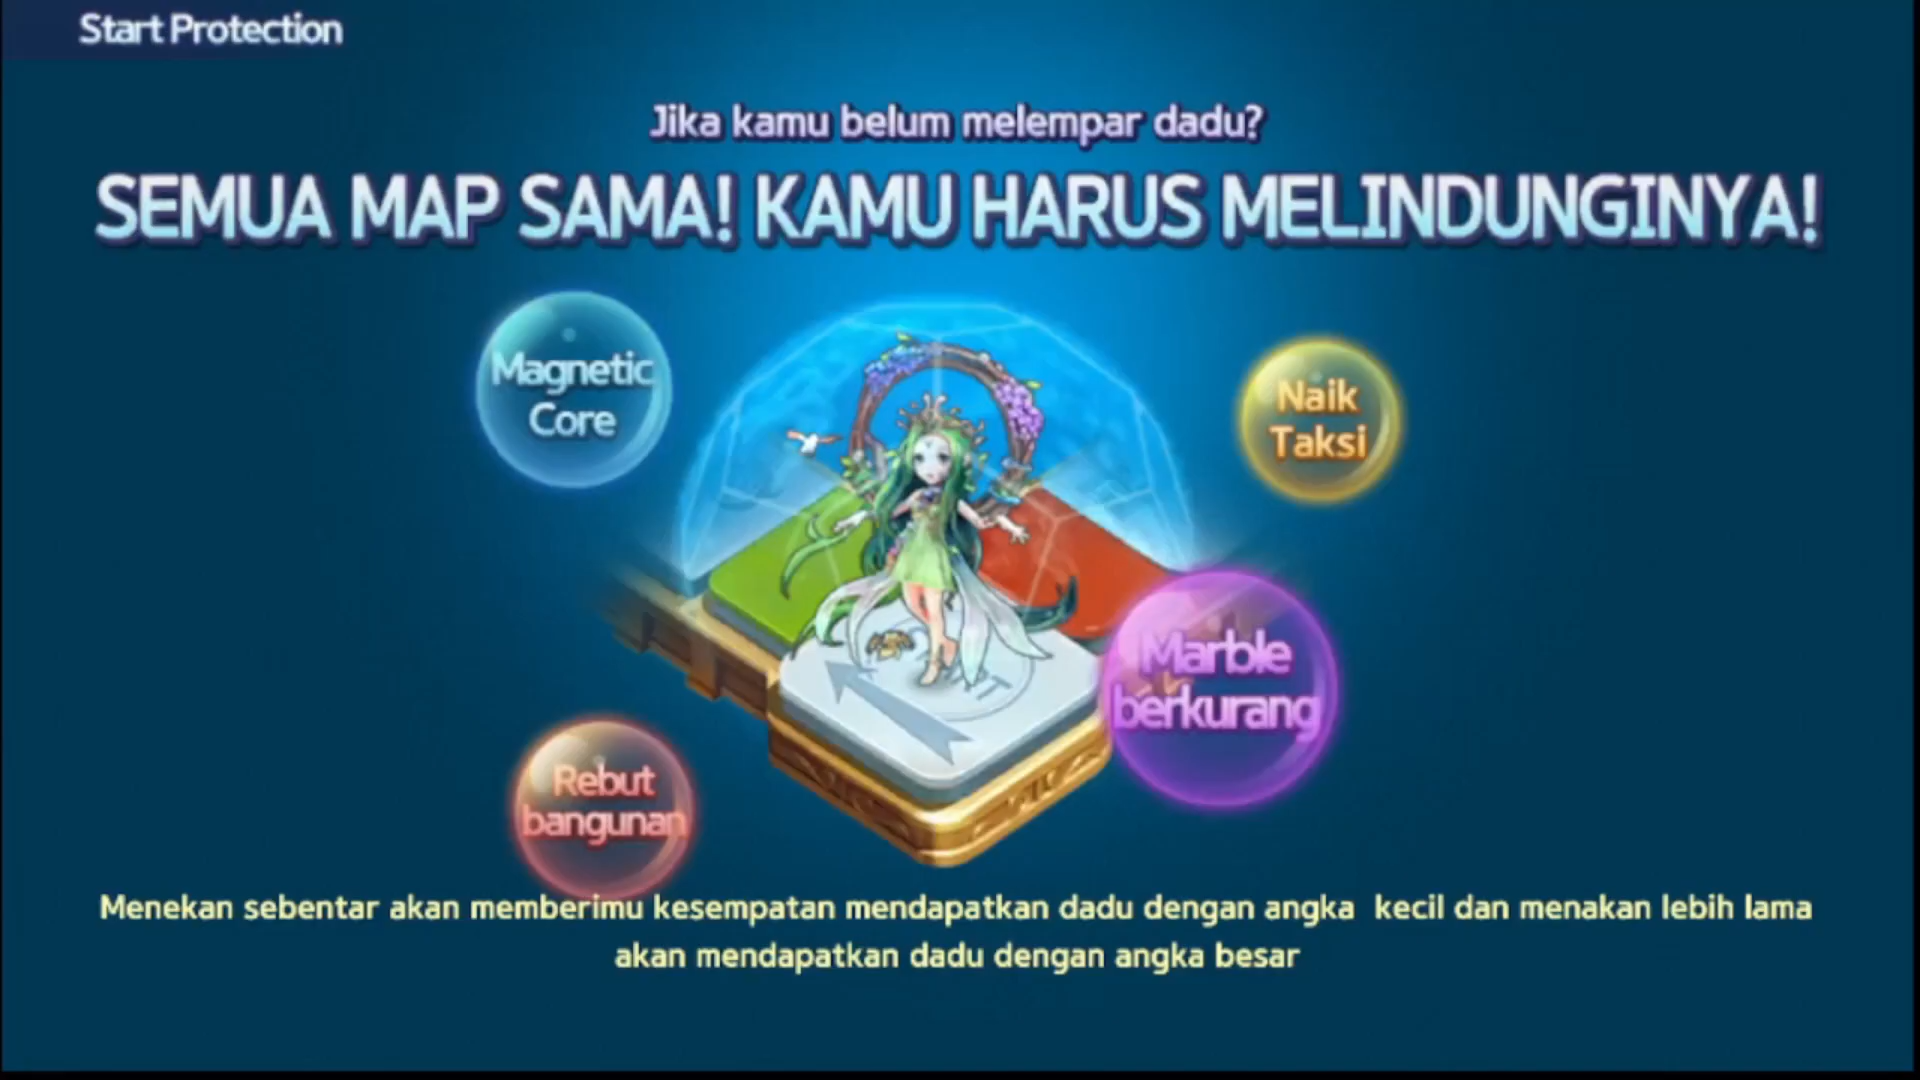 Start Protection
Jika kamu belum melempar dadu?
SEMUA MAP SAMA! KAMU HARUS MELINDUNGINYA!
Magnetic
Core
Naik
Taksi
Marble
berkurang
Rebut
bangunan
Menekan sebentar akan memberimu kesempatan mendapatkan dadu dengan angka  kecil dan menakan lebih lama
akan mendapatkan dadu dengan angka besar